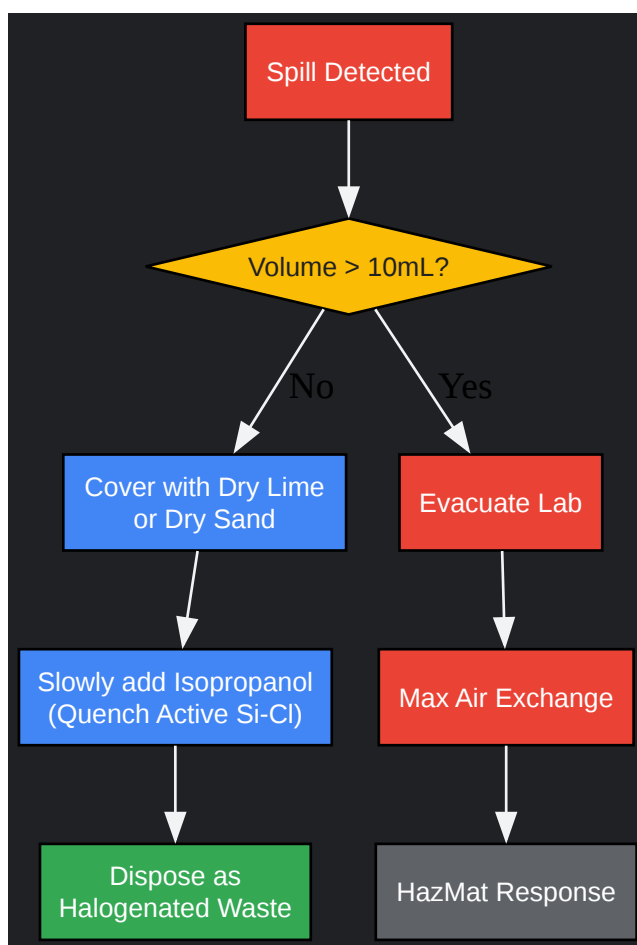 Spill Detected
Volume > 10mL?
No
Yes
Cover with Dry Lime
or Dry Sand
Evacuate Lab
Slowly add Isopropanol
(Quench Active Si-Cl)
Max Air Exchange
Dispose as
Halogenated Waste
HazMat Response